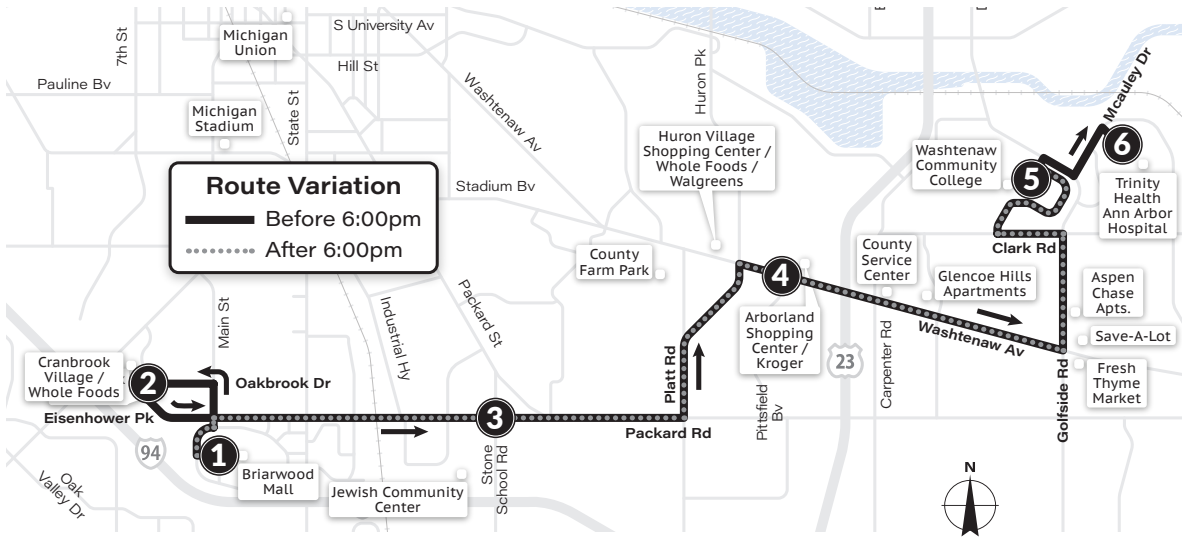 S University Av
Michigan
Union
7th St
Hill St
Pauline Bv
Washtenaw Av
Huron Pk
Mcauley Dr
State St
Michigan
Stadium
Huron Village
Shopping Center /
Whole Foods /
Walgreens
Washtenaw
Community
College
5
6
Route Variation
Before 6:00pm
After 6:00pm
Stadium Bv
Trinity
Health
Ann Arbor
Hospital
Clark Rd
County
Farm Park
4
County
Service
Center
Glencoe Hills
Apartments
Aspen
Chase
Apts.
Main St
Industrial Hy
Packard St
Arborland
Shopping
Center /
Kroger
Washtenaw Av
Save-A-Lot
Cranbrook
Village /
Whole Foods
2
Oakbrook Dr
Platt Rd
23
Carpenter Rd
Fresh
Thyme
Market
Eisenhower Pk
3
Packard Rd
Pittsfield
Bv
Golfside Rd
94
1
Briarwood
Mall
Stone
School Rd
Jewish Community
Center
Oak
Valley Dr
N